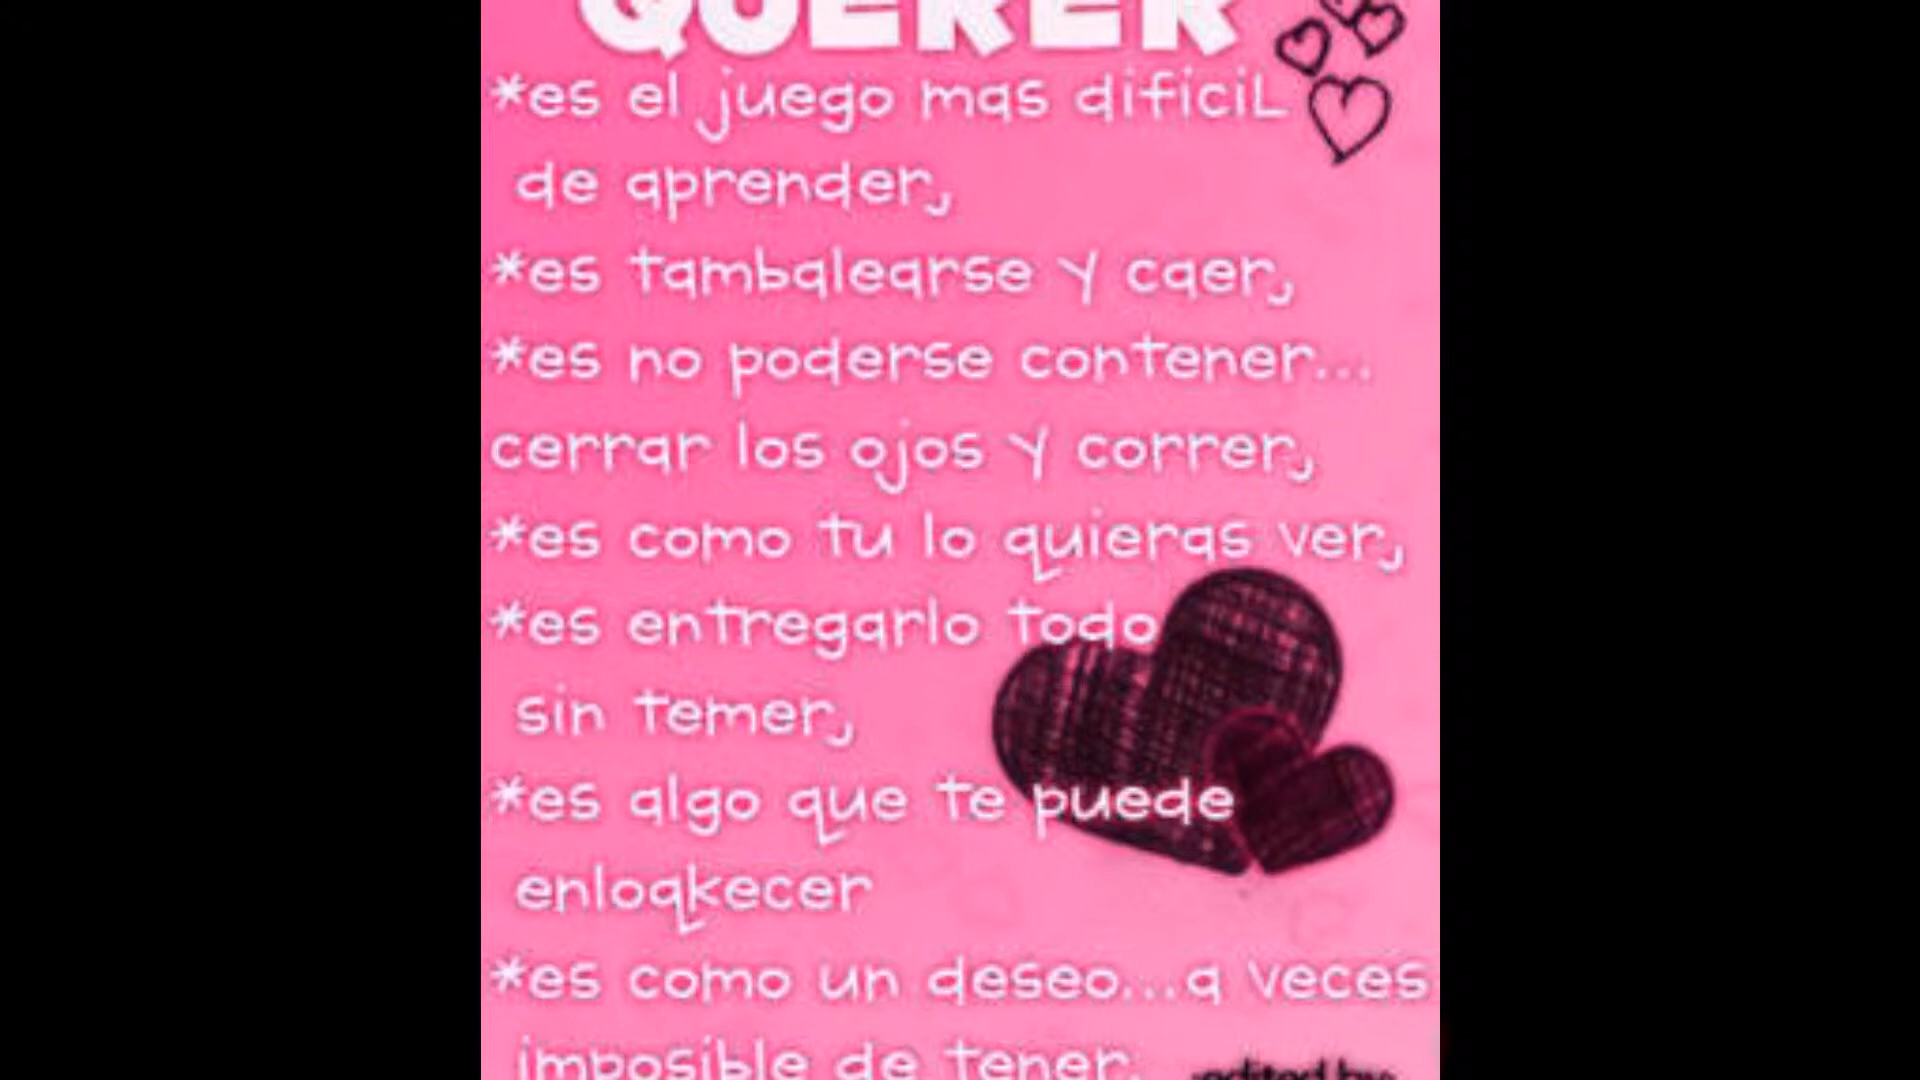 QUERER
*es el juego mas dificiL
de aprender,
*es tambalearse y caer,
*es no poderse contener...
cerrar los ojos y correr,
*es como tu lo quieras ver,
*es entregarlo todo
sin temer,
*es algo que te puede
enloqkecer
*es como un deseo...a veces
imposible de tener.
edited by: